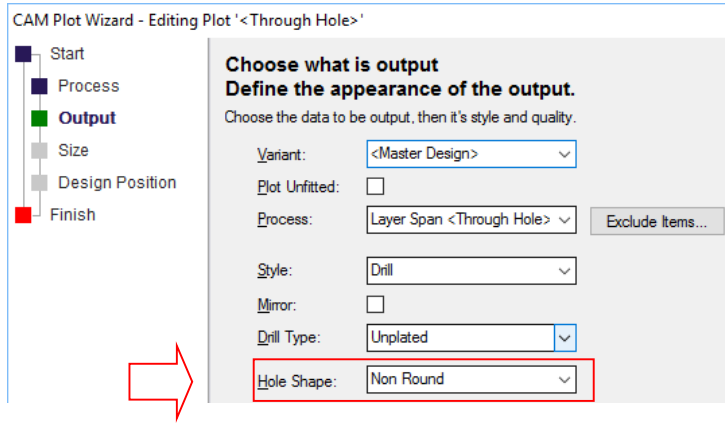 CAM Plot Wizard - Editing Plot '<Through Hole>'
Start
Process
Output
Size
Design Position
Finish
Choose what is output
Define the appearance of the output.
Choose the data to be output, then it's style and quality.
Variant: <Master Design>
Plot Unfitted:
Process: Layer Span <Through Hole> Exclude Items...
Style: Drill
Mirror:
Drill Type: Unplated
Hole Shape: Non Round